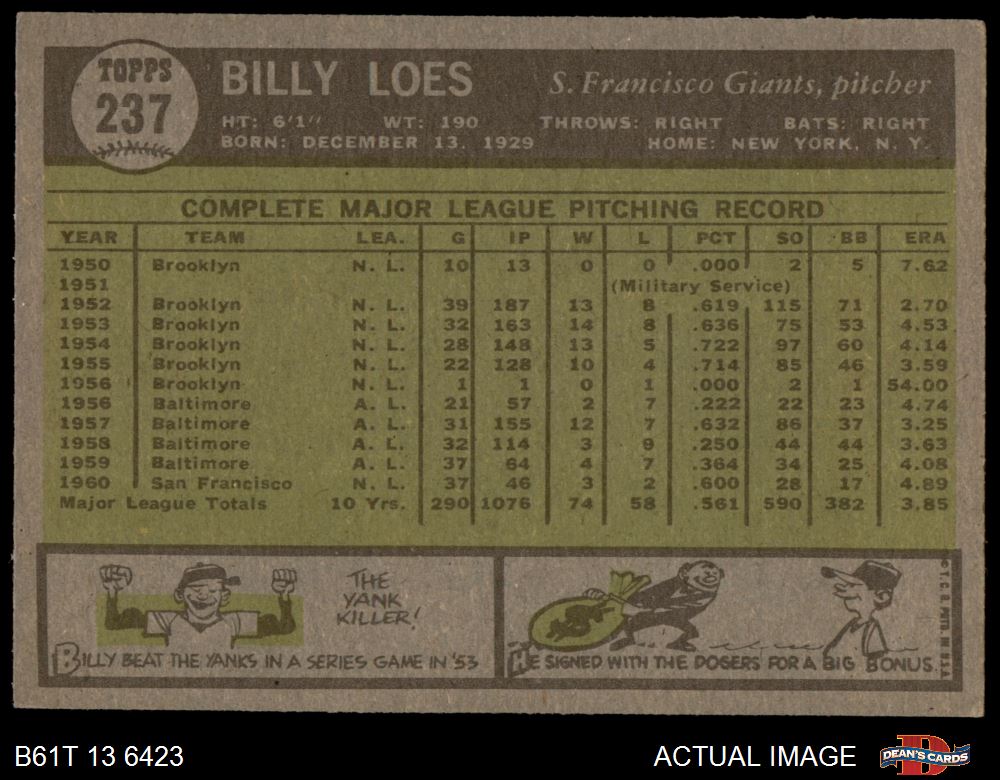 TOPPS
237
BILLY LOES
S. Francisco Giants, pitcher
HT: 6'1" WT: 190 THROWS: RIGHT BATS: RIGHT
BORN: DECEMBER 13, 1929 HOME: NEW YORK, N. Y.
COMPLETE MAJOR LEAGUE PITCHING RECORD
YEAR TEAM LEA. G IP W L PCT SO BB ERA
1950 Brooklyn N. L. 10 13 0 0 .000 2 5 7.62
1951 (Military Service)
1952 Brooklyn N. L. 39 187 13 8 .619 115 71 2.70
1953 Brooklyn N. L. 32 163 14 8 .636 75 53 4.53
1954 Brooklyn N. L. 28 148 13 5 .722 97 60 4.14
1955 Brooklyn N. L. 22 128 10 4 .714 85 46 3.59
1956 Brooklyn N. L. 1 1 0 1 .000 2 1 54.00
1956 Baltimore A. L. 21 57 2 7 .222 22 23 4.74
1957 Baltimore A. L. 31 155 12 7 .632 86 37 3.25
1958 Baltimore A. L. 32 114 3 9 .250 44 44 3.63
1959 Baltimore A. L. 37 64 4 7 .364 34 25 4.08
1960 San Francisco N. L. 37 46 3 2 .600 28 17 4.89
Major League Totals 10 Yrs. 290 1076 74 58 .561 590 382 3.85
THE
YANK
KILLER!
BILLY BEAT THE YANKS IN A SERIES GAME IN '53
$
HE SIGNED WITH THE DOGERS FOR A BIG BONUS.
© T.C.G. PRTD. IN U.S.A.
B61T 13 6423
ACTUAL IMAGE
D
DEAN'S CARDS